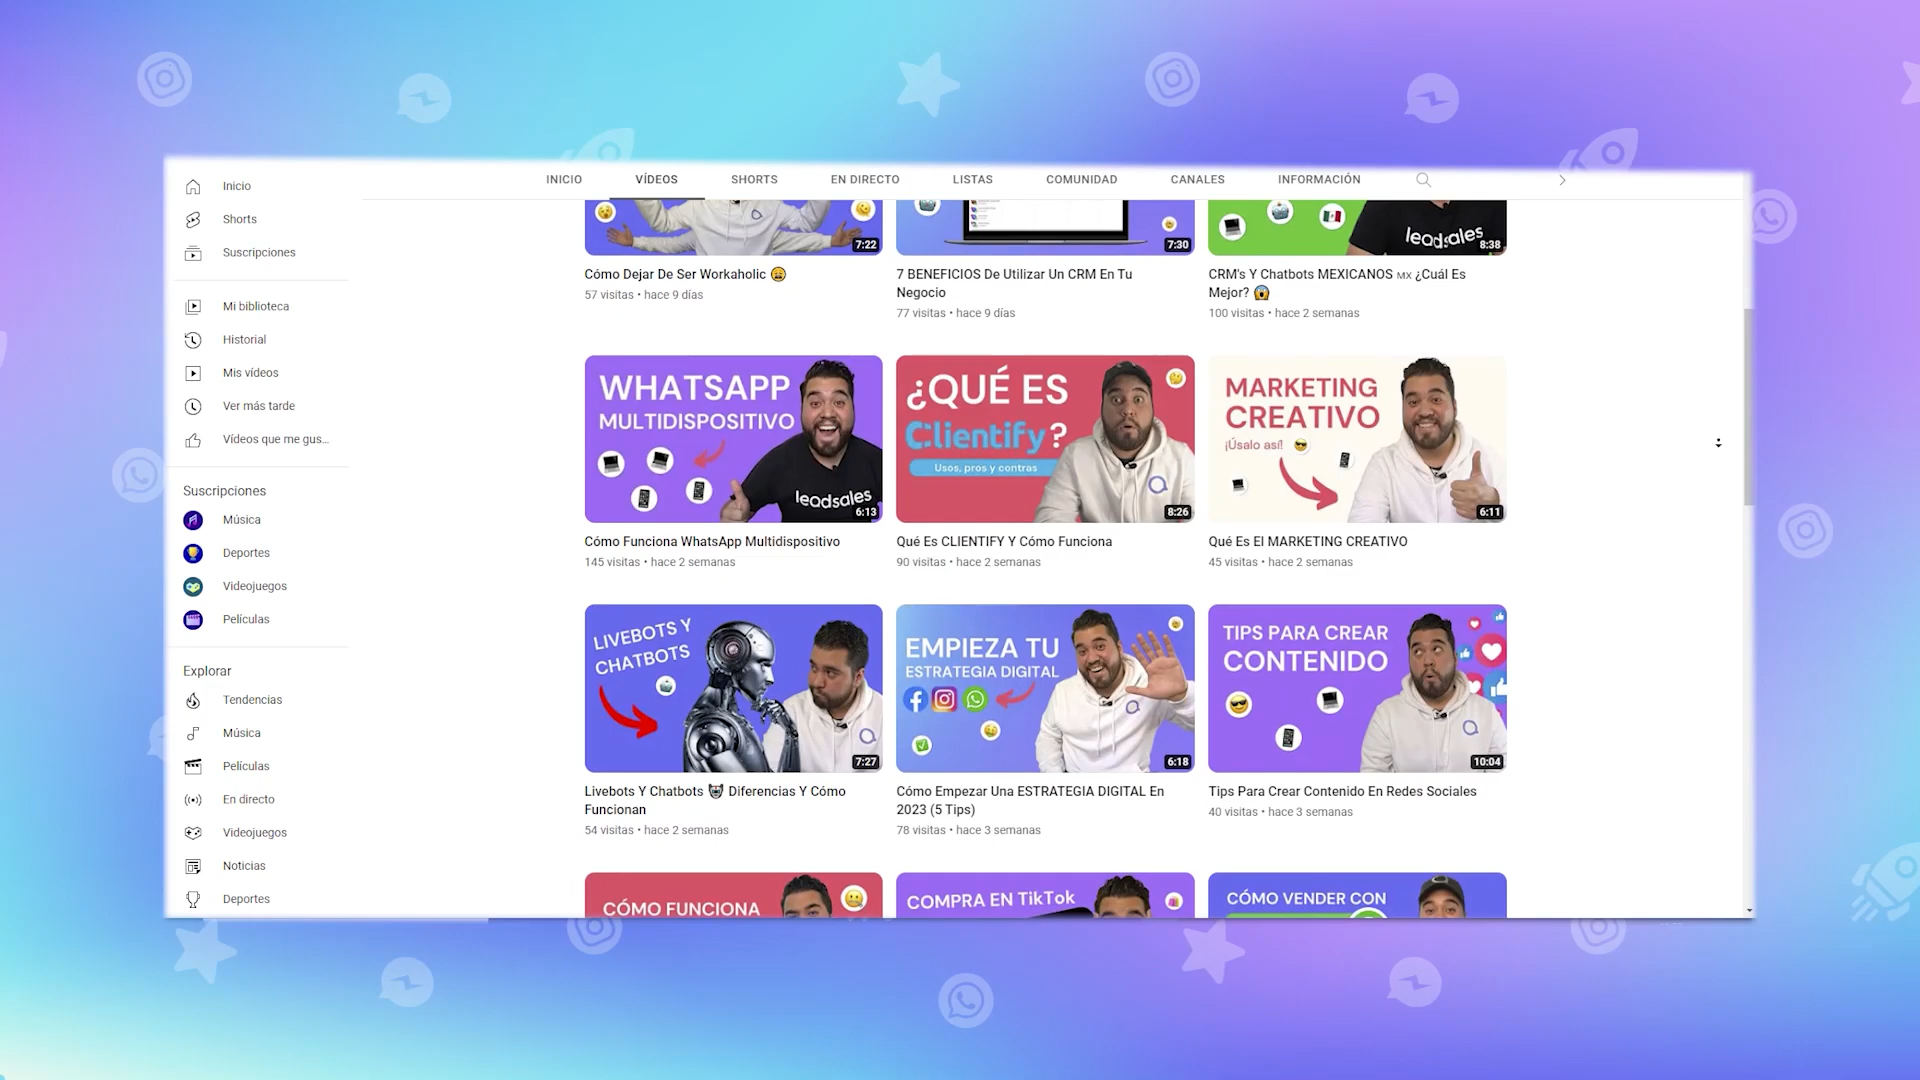 Inicio
Shorts
Suscripciones
Mi biblioteca
Historial
Mis vídeos
Ver más tarde
Vídeos que me gus...
Suscripciones
Música
Deportes
Videojuegos
Películas
Explorar
Tendencias
Música
Películas
En directo
Videojuegos
Noticias
Deportes
INICIO VÍDEOS SHORTS EN DIRECTO LISTAS COMUNIDAD CANALES INFORMACIÓN
7:22
Cómo Dejar De Ser Workaholic 😩
57 visitas • hace 9 días
7:30
7 BENEFICIOS De Utilizar Un CRM En Tu
Negocio
77 visitas • hace 9 días
leadsales
8:38
CRM's Y Chatbots MEXICANOS MX ¿Cuál Es
Mejor? 😱
100 visitas • hace 2 semanas
WHATSAPP
MULTIDISPOSITIVO
leadsales
6:13
Cómo Funciona WhatsApp Multidispositivo
145 visitas • hace 2 semanas
¿QUÉ ES
Clientify?
Usos, pros y contras
8:26
Qué Es CLIENTIFY Y Cómo Funciona
90 visitas • hace 2 semanas
MARKETING
CREATIVO
¡Úsalo así!
6:11
Qué Es El MARKETING CREATIVO
45 visitas • hace 2 semanas
LIVEBOTS Y
CHATBOTS
7:27
Livebots Y Chatbots 🤡 Diferencias Y Cómo
Funcionan
54 visitas • hace 2 semanas
EMPIEZA TU
ESTRATEGIA DIGITAL
6:18
Cómo Empezar Una ESTRATEGIA DIGITAL En
2023 (5 Tips)
78 visitas • hace 3 semanas
TIPS PARA CREAR
CONTENIDO
10:04
Tips Para Crear Contenido En Redes Sociales
40 visitas • hace 3 semanas
CÓMO FUNCIONA
COMPRA EN TikTok
CÓMO VENDER CON